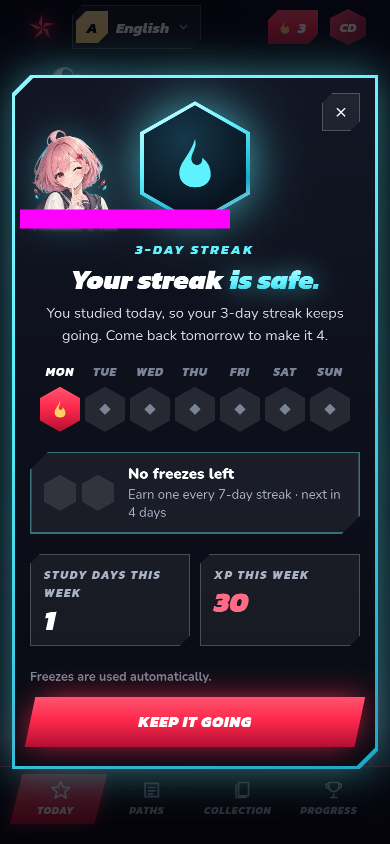 A English
3
CD
×
3-DAY STREAK
Your streak is safe.
You studied today, so your 3-day streak keeps
going. Come back tomorrow to make it 4.
MON TUE WED THU FRI SAT SUN
No freezes left
Earn one every 7-day streak · next in
4 days
STUDY DAYS THIS
WEEK
1
XP THIS WEEK
30
Freezes are used automatically.
KEEP IT GOING
TODAY PATHS COLLECTION PROGRESS